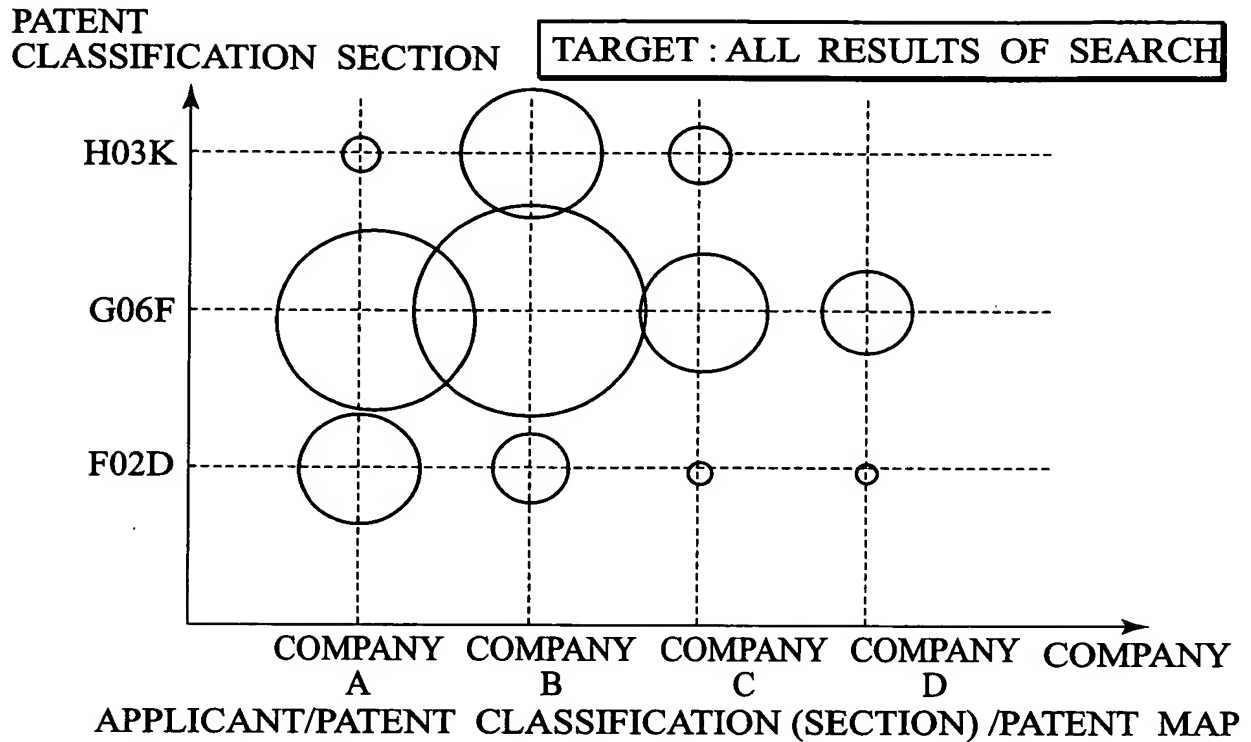 PATENT
CLASSIFICATION SECTION
TARGET : ALL RESULTS OF SEARCH
H03K
G06F
F02D
COMPANY A
COMPANY B
COMPANY C
COMPANY D
COMPANY
APPLICANT/PATENT CLASSIFICATION (SECTION) /PATENT MAP